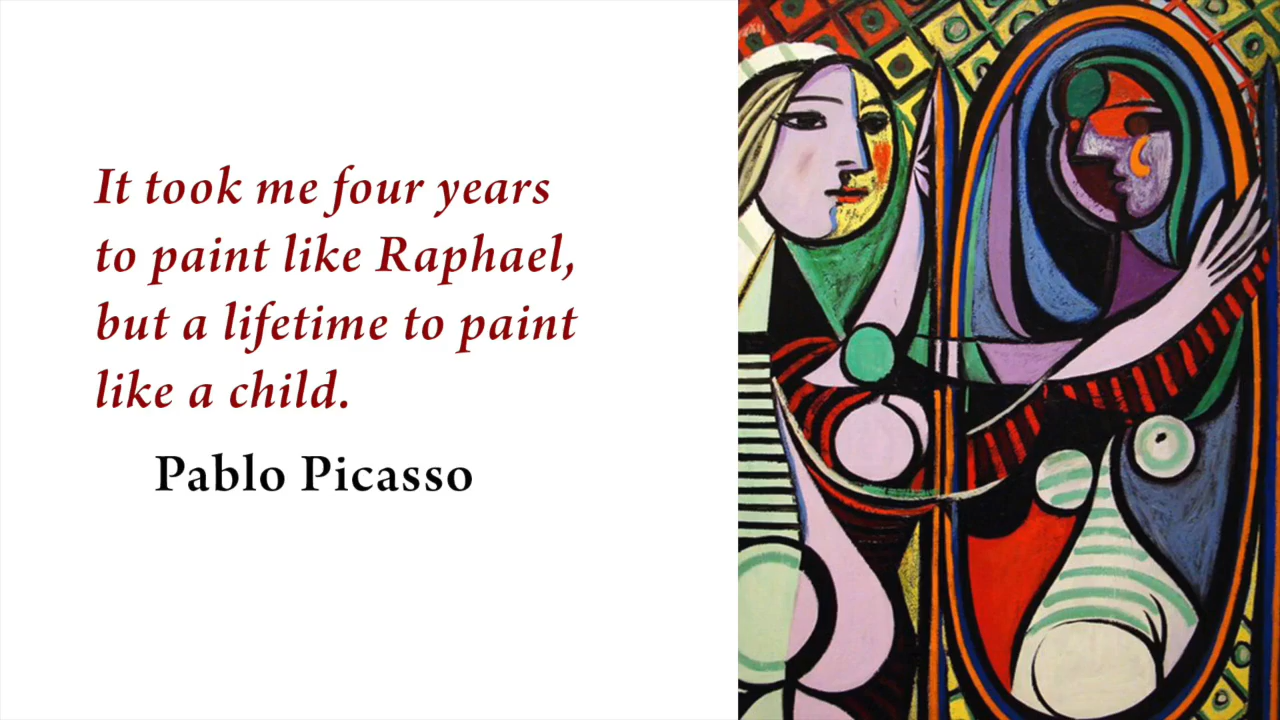 It took me four years
to paint like Raphael,
but a lifetime to paint
like a child.
Pablo Picasso